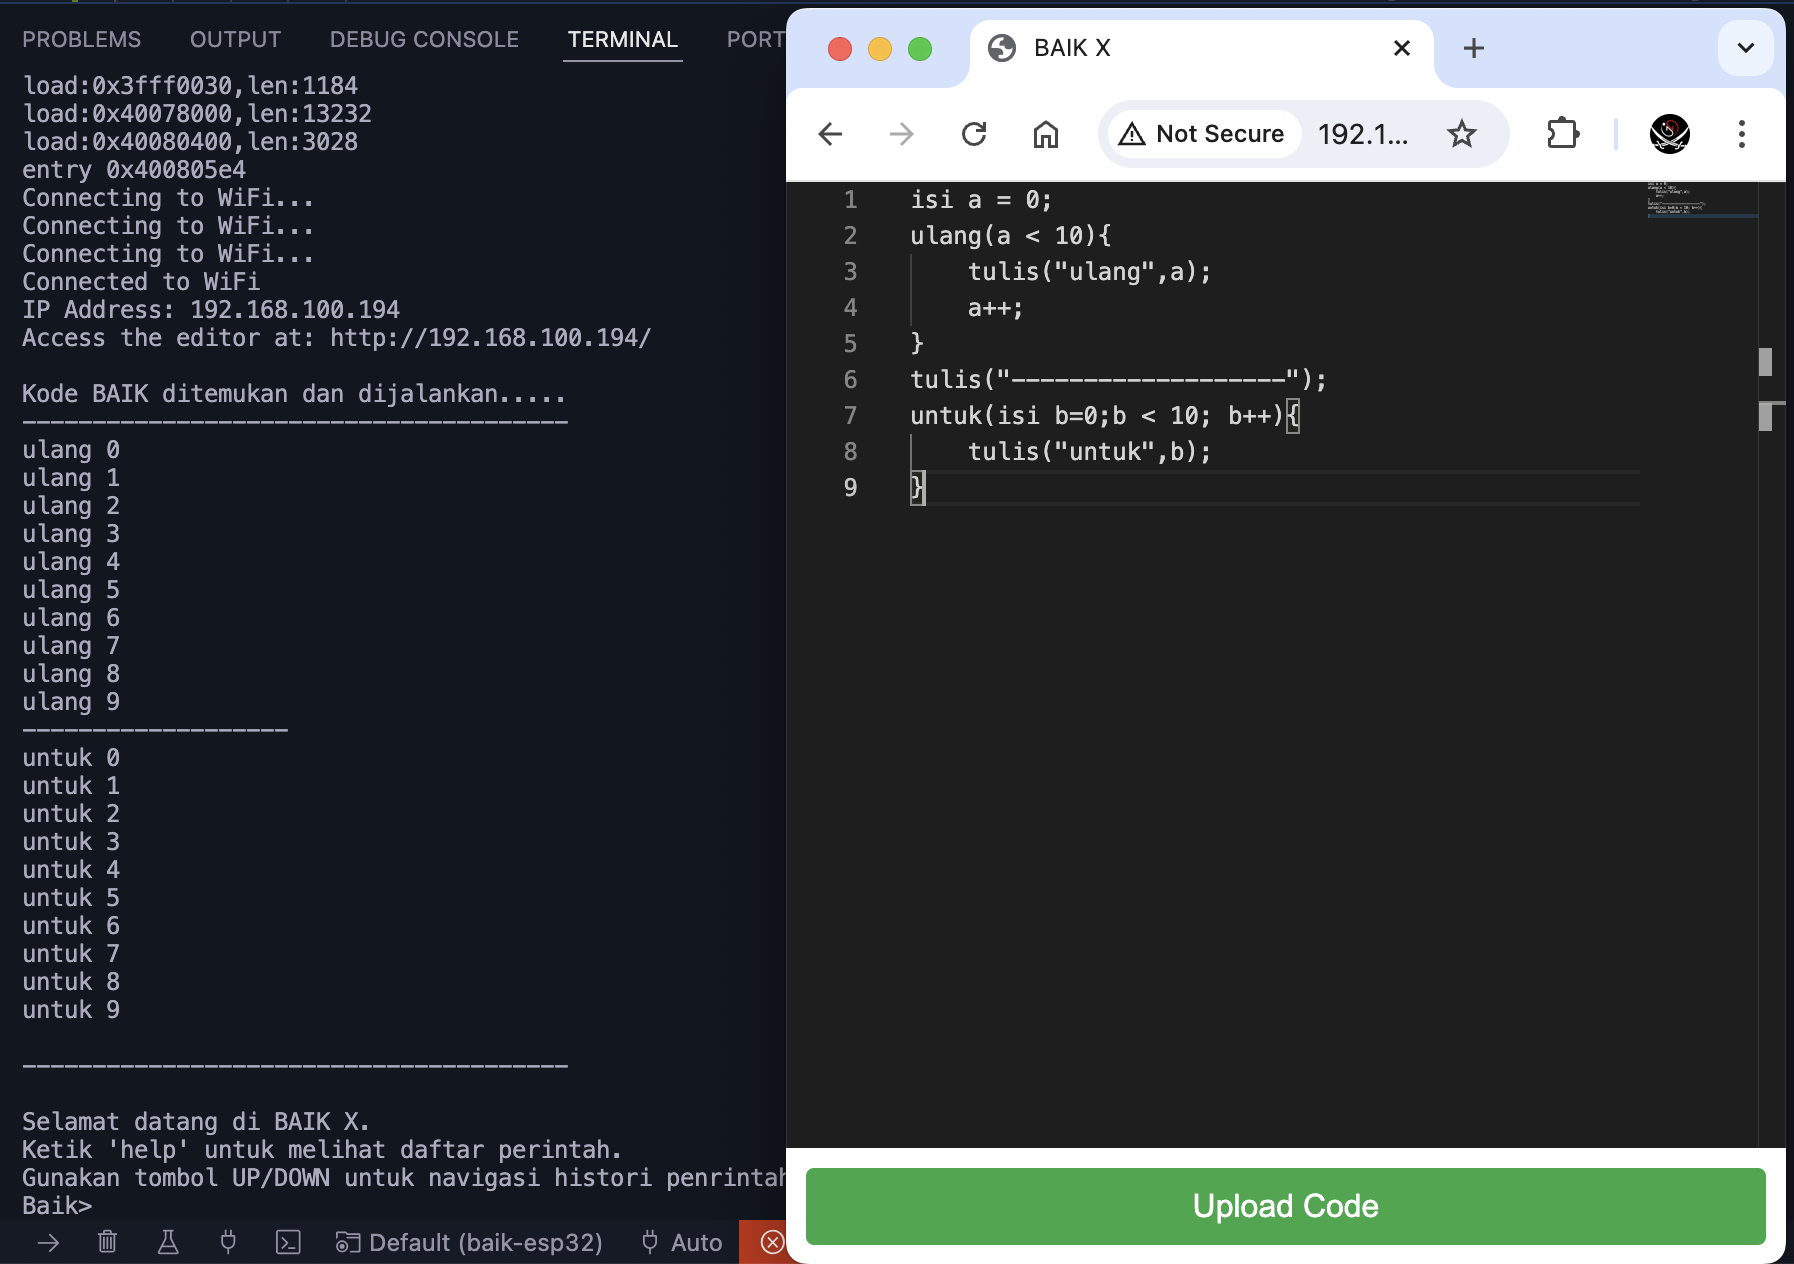 PROBLEMS OUTPUT DEBUG CONSOLE TERMINAL PORT
load:0x3fff0030,len:1184
load:0x40078000,len:13232
load:0x40080400,len:3028
entry 0x400805e4
Connecting to WiFi...
Connecting to WiFi...
Connecting to WiFi...
Connected to WiFi
IP Address: 192.168.100.194
Access the editor at: http://192.168.100.194/
Kode BAIK ditemukan dan dijalankan.....
---------------------------------------
ulang 0
ulang 1
ulang 2
ulang 3
ulang 4
ulang 5
ulang 6
ulang 7
ulang 8
ulang 9
-------------------
untuk 0
untuk 1
untuk 2
untuk 3
untuk 4
untuk 5
untuk 6
untuk 7
untuk 8
untuk 9
---------------------------------------
Selamat datang di BAIK X.
Ketik 'help' untuk melihat daftar perintah.
Gunakan tombol UP/DOWN untuk navigasi histori penrintah
Baik>
Default (baik-esp32) Auto
BAIK X
Not Secure 192.1...
1 isi a = 0;
2 ulang(a < 10){
3 tulis("ulang",a);
4 a++;
5 }
6 tulis("-------------------");
7 untuk(isi b=0;b < 10; b++){
8 tulis("untuk",b);
9 }
Upload Code